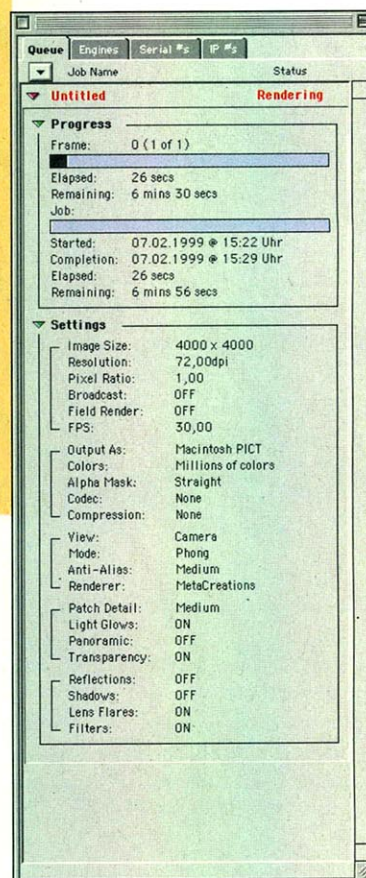 Queue Engines Serial #s IP #s
Job Name Status
Untitled Rendering
Progress
Frame: 0 (1 of 1)
Elapsed: 26 secs
Remaining: 6 mins 30 secs
Job:
Started: 07.02.1999 @ 15:22 Uhr
Completion: 07.02.1999 @ 15:29 Uhr
Elapsed: 26 secs
Remaining: 6 mins 56 secs
Settings
Image Size: 4000 x 4000
Resolution: 72,00dpi
Pixel Ratio: 1,00
Broadcast: OFF
Field Render: OFF
FPS: 30,00
Output As: Macintosh PICT
Colors: Millions of colors
Alpha Mask: Straight
Codec: None
Compression: None
View: Camera
Mode: Phong
Anti-Alias: Medium
Renderer: MetaCreations
Patch Detail: Medium
Light Glows: ON
Panoramic: OFF
Transparency: ON
Reflections: OFF
Shadows: OFF
Lens Flares: ON
Filters: ON